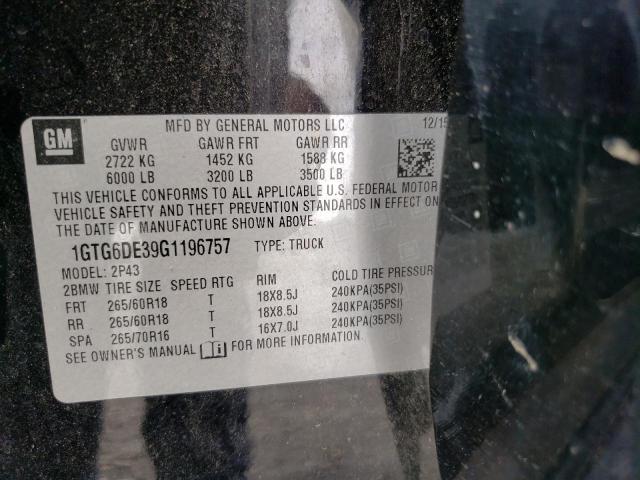 GM
MFD BY GENERAL MOTORS LLC 12/15
GVWR GAWR FRT GAWR RR
2722 KG 1452 KG 1588 KG
6000 LB 3200 LB 3500 LB
THIS VEHICLE CONFORMS TO ALL APPLICABLE U.S. FEDERAL MOTOR
VEHICLE SAFETY AND THEFT PREVENTION STANDARDS IN EFFECT ON
THE DATE OF MANUFACTURE SHOWN ABOVE.
1GTG6DE39G1196757 TYPE: TRUCK
MODEL: 2P43
2BMW TIRE SIZE SPEED RTG RIM COLD TIRE PRESSUR
FRT 265/60R18 T 18X8.5J 240KPA(35PSI)
RR 265/60R18 T 18X8.5J 240KPA(35PSI)
SPA 265/70R16 T 16X7.0J 240KPA(35PSI)
SEE OWNER'S MANUAL FOR MORE INFORMATION.